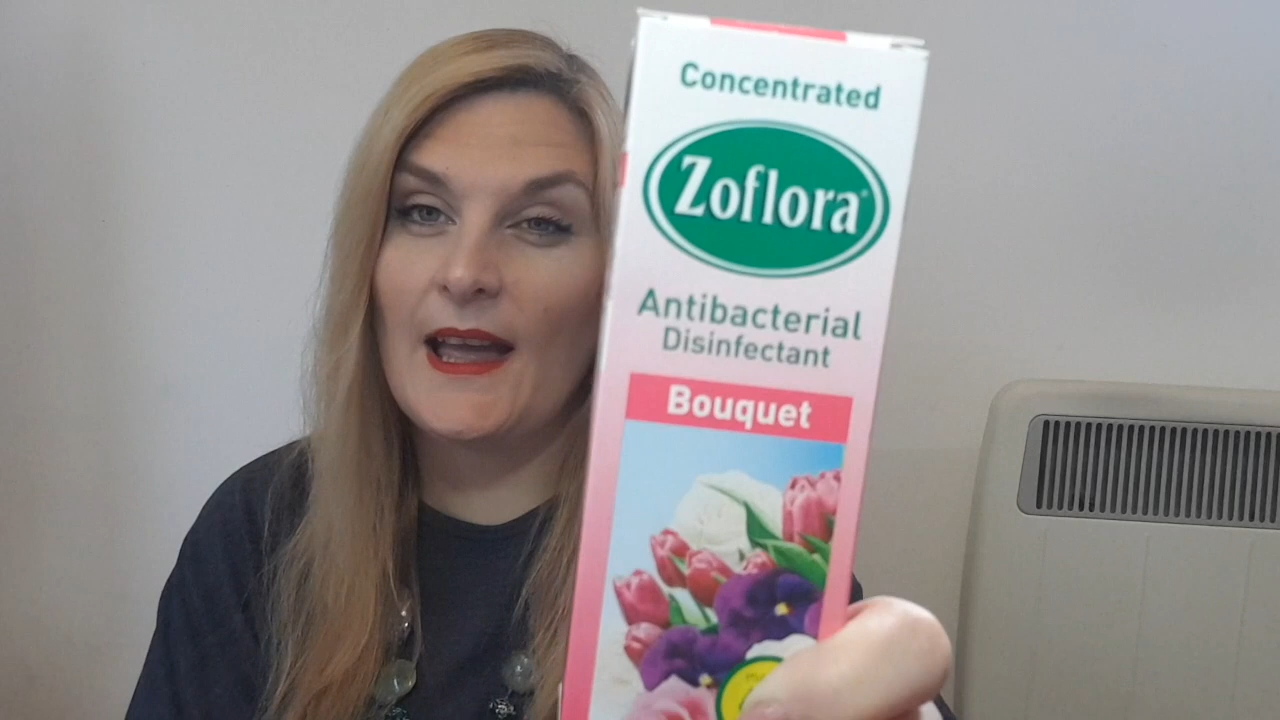 Concentrated
Zoflora
Antibacterial
Disinfectant
Bouquet